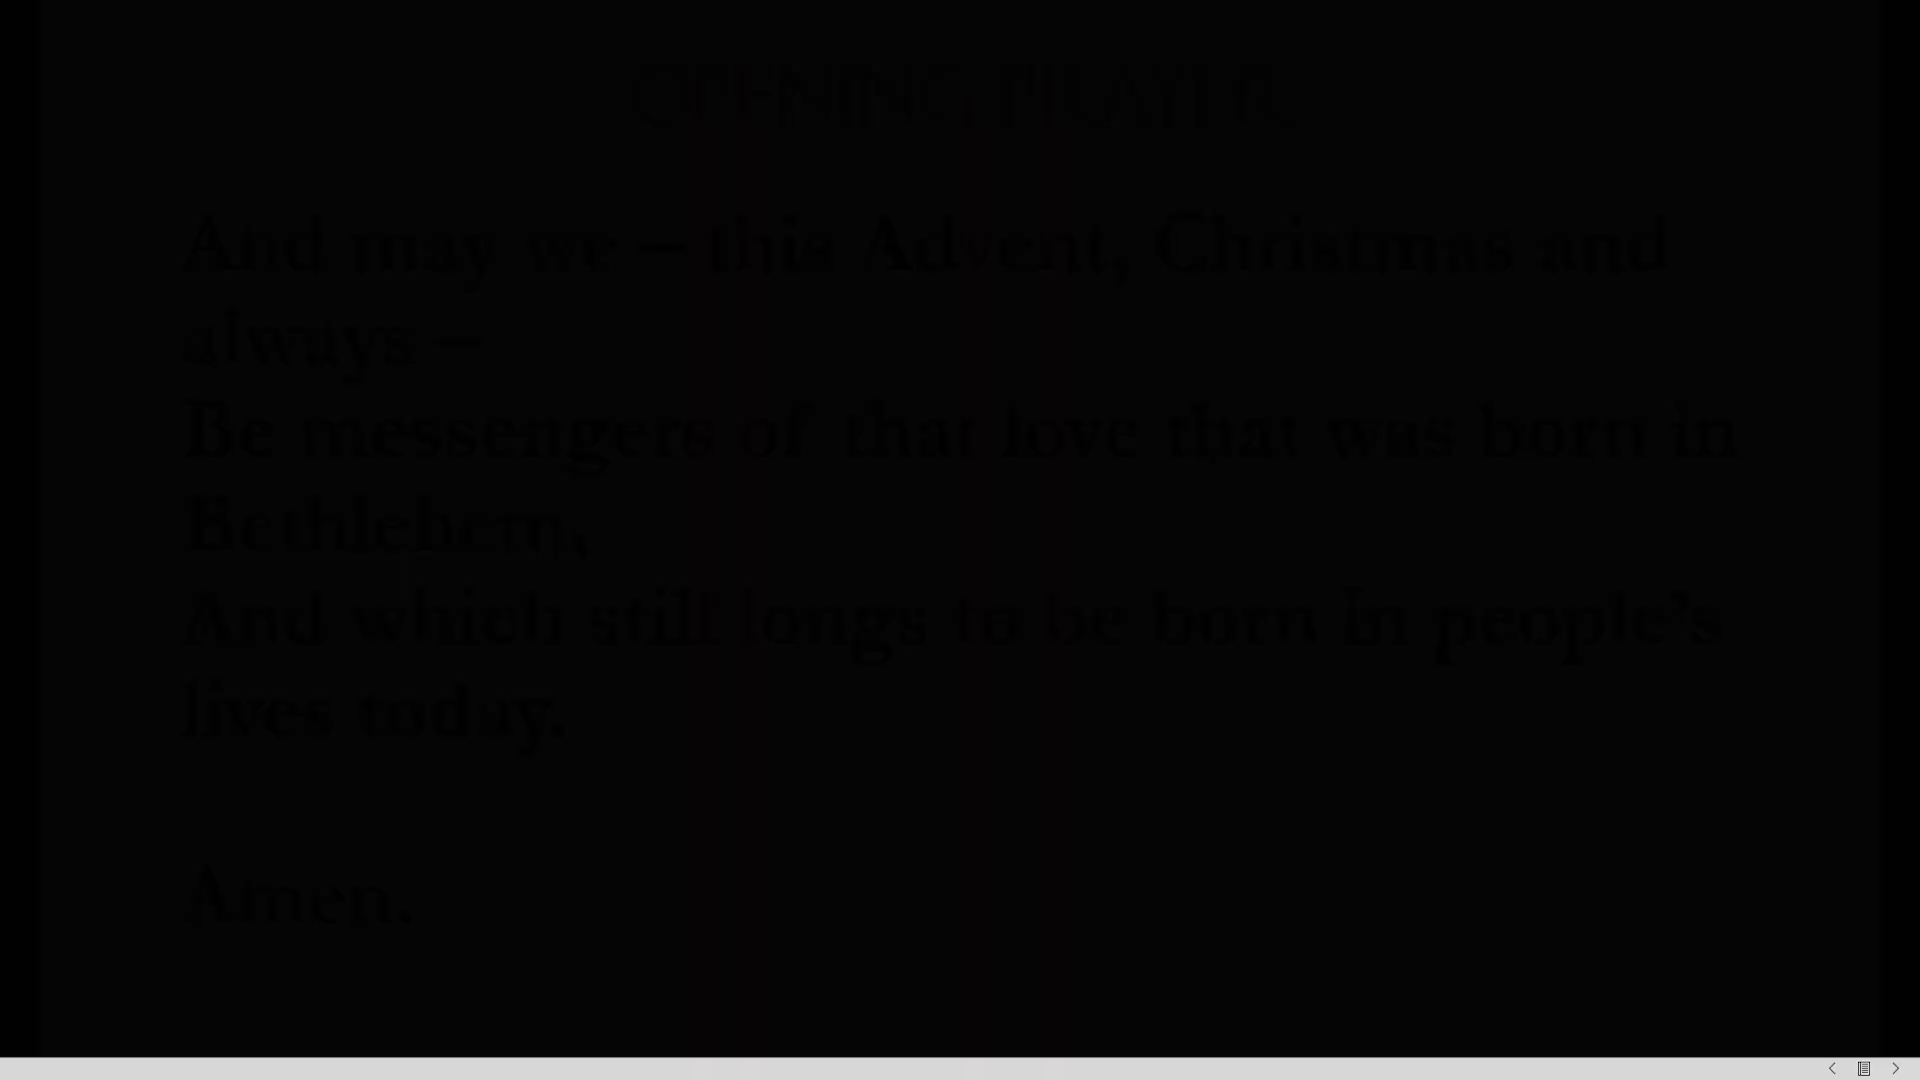 OPENING PRAYER
And may we – this Advent, Christmas and
always –
Be messengers of that love that was born in
Bethlehem,
And which still longs to be born in people's
lives today.
Amen.